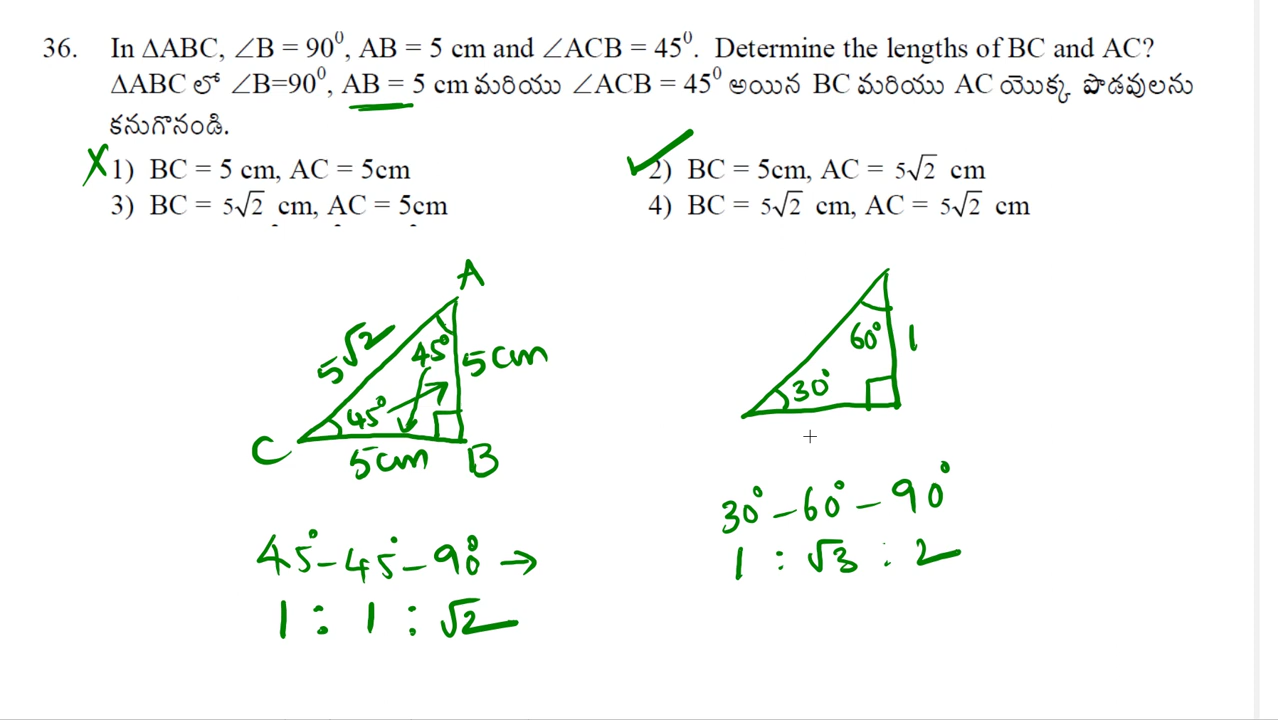 36. In ΔABC, ∠B = 90⁰, AB = 5 cm and ∠ACB = 45⁰. Determine the lengths of BC and AC?
ΔABC లో ∠B=90⁰, AB = 5 cm మరియు ∠ACB = 45⁰ అయిన BC మరియు AC యొక్క పొడవులను
కనుగొనండి.
1) BC = 5 cm, AC = 5cm
2) BC = 5cm, AC = 5√2 cm
3) BC = 5√2 cm, AC = 5cm
4) BC = 5√2 cm, AC = 5√2 cm
A
5√2
45°
5cm
45°
C
5cm
B
45°-45°-90° →
1 : 1 : √2
60°
1
30°
30°-60°-90°
1 : √3 : 2